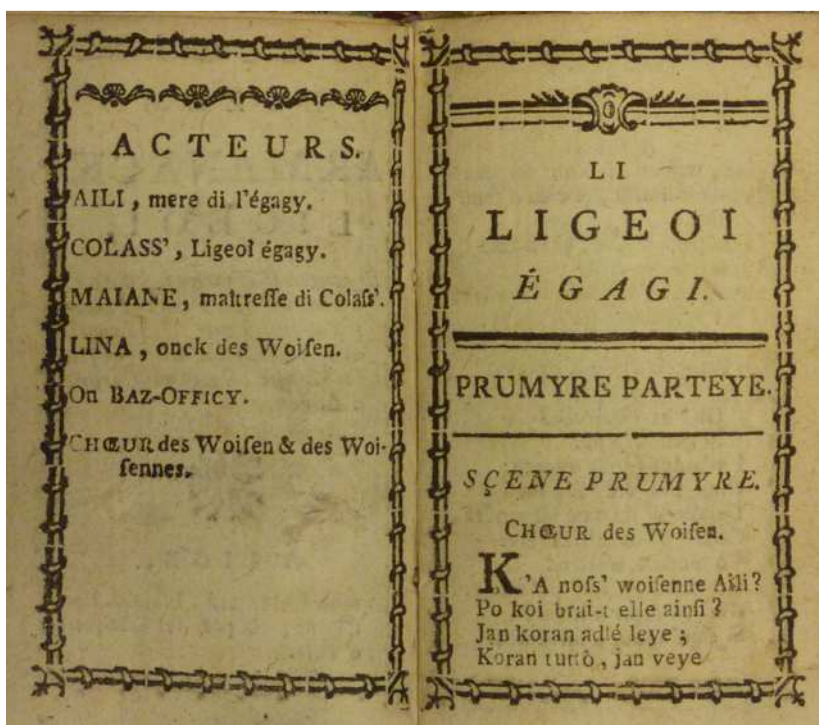 ACTEURS.
AILI, mere di l'égagy.
COLASS', Ligeoî égagy.
MAIANE, maîtreſſe di Colaſs'.
LINA, onck des Woiſen.
On BAZ-OFFICY.
CHŒUR des Woiſen & des Woi-
ſennes.
LI
LIGEOI
ÉGAGI.
PRUMYRE PARTEYE.
SÇENE PRUMYRE.
CHŒUR des Woiſen.
K'A noſs' woiſenne Aili?
Po koi brai-t elle ainſi?
Jan koran adlé leye;
Koran turtò, jan veye